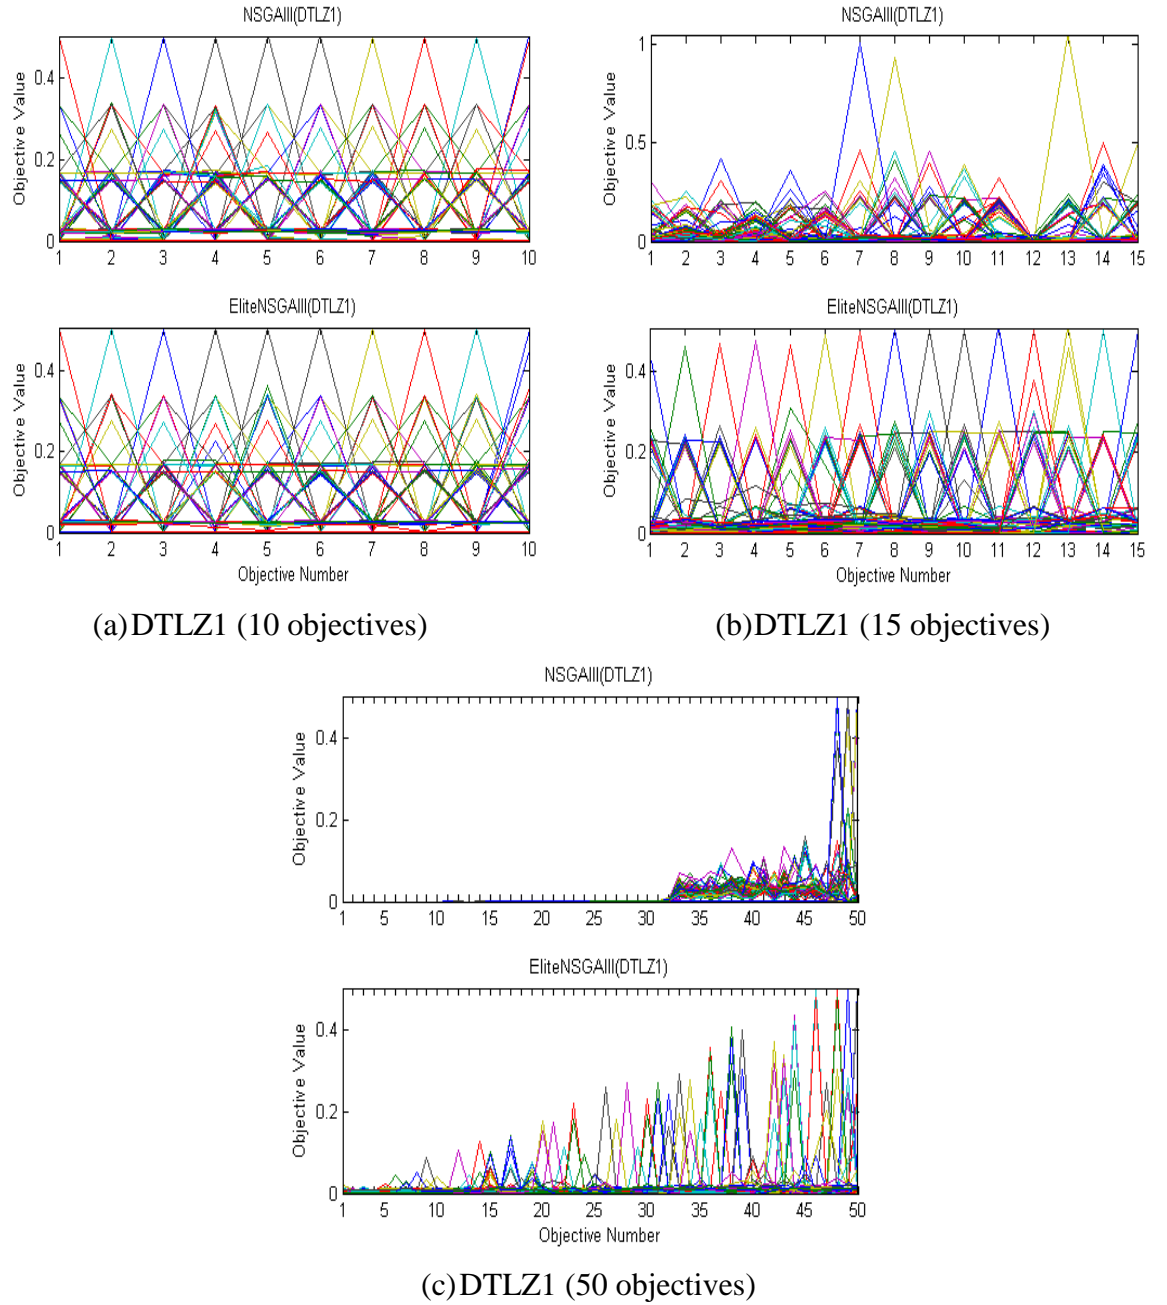 NSGAIII(DTLZ1)
Objective Value
0.4
0.2
0
1 2 3 4 5 6 7 8 9 10
EliteNSGAIII(DTLZ1)
Objective Value
0.4
0.2
0
1 2 3 4 5 6 7 8 9 10
Objective Number
(a)DTLZ1 (10 objectives)
NSGAIII(DTLZ1)
Objective Value
1
0.5
0
1 2 3 4 5 6 7 8 9 10 11 12 13 14 15
EliteNSGAIII(DTLZ1)
Objective Value
0.4
0.2
0
1 2 3 4 5 6 7 8 9 10 11 12 13 14 15
Objective Number
(b)DTLZ1 (15 objectives)
NSGAIII(DTLZ1)
Objective Value
0.4
0.2
0
1 5 10 15 20 25 30 35 40 45 50
EliteNSGAIII(DTLZ1)
Objective Value
0.4
0.2
0
1 5 10 15 20 25 30 35 40 45 50
Objective Number
(c)DTLZ1 (50 objectives)